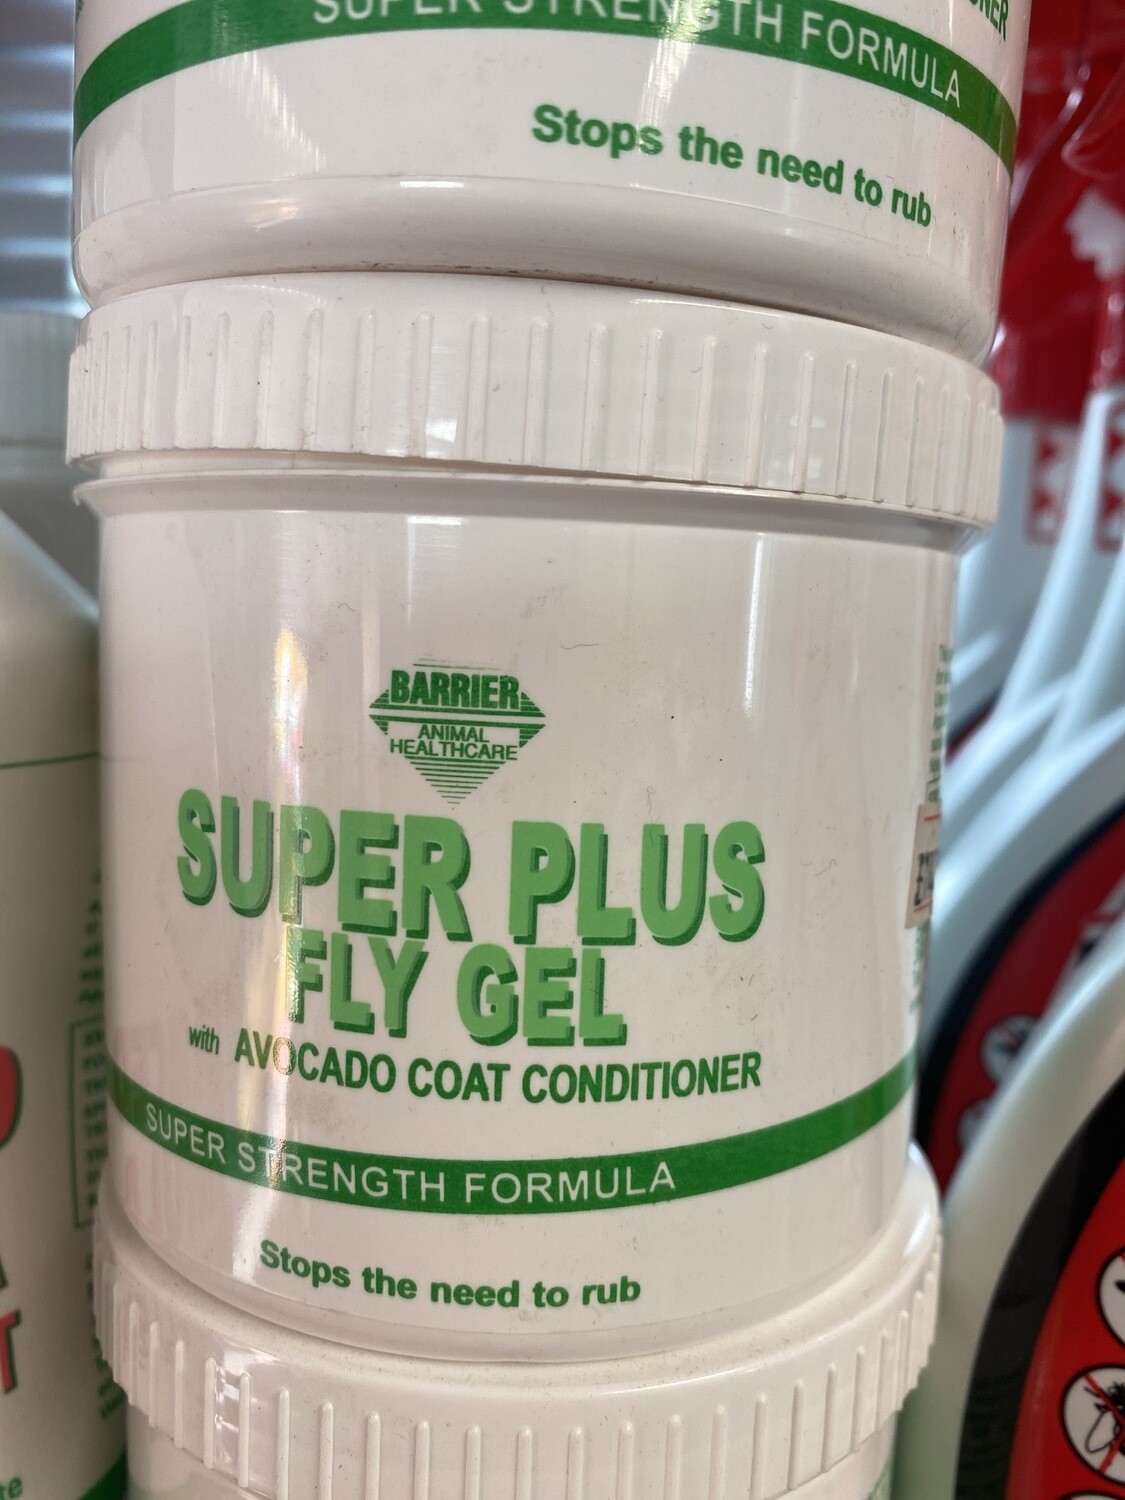 SUPER STRENGTH FORMULA
Stops the need to rub
BARRIER
ANIMAL
HEALTHCARE
SUPER PLUS
FLY GEL
with AVOCADO COAT CONDITIONER
SUPER STRENGTH FORMULA
Stops the need to rub